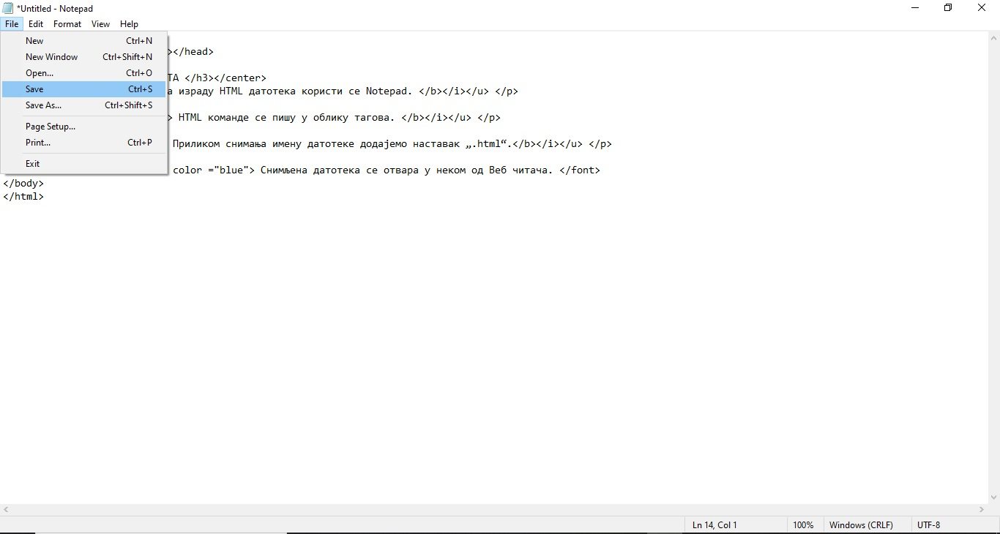 *Untitled - Notepad
File Edit Format View Help
New Ctrl+N
New Window Ctrl+Shift+N
Open... Ctrl+O
Save Ctrl+S
Save As... Ctrl+Shift+S
Page Setup...
Print... Ctrl+P
Exit
></head>
ТА </h3></center>
а израду HTML датотека користи се Notepad. </b></i></u> </p>
> HTML команде се пишу у облику тагова. </b></i></u> </p>
Приликом снимања имену датотеке додајемо наставак „.html“.</b></i></u> </p>
color ="blue"> Снимљена датотека се отвара у неком од Веб читача. </font>
</body>
</html>
Ln 14, Col 1 100% Windows (CRLF) UTF-8